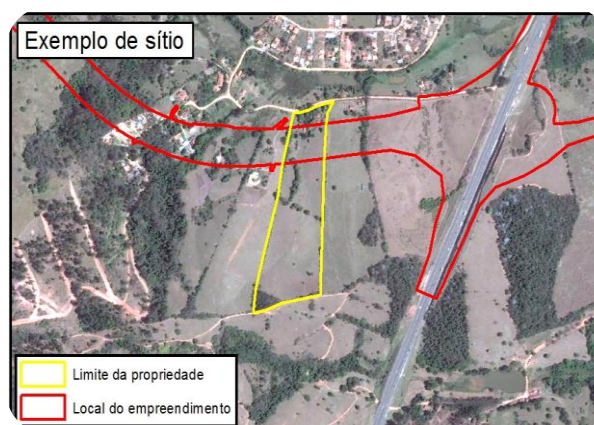 Exemplo de sítio
Limite da propriedade
Local do empreendimento